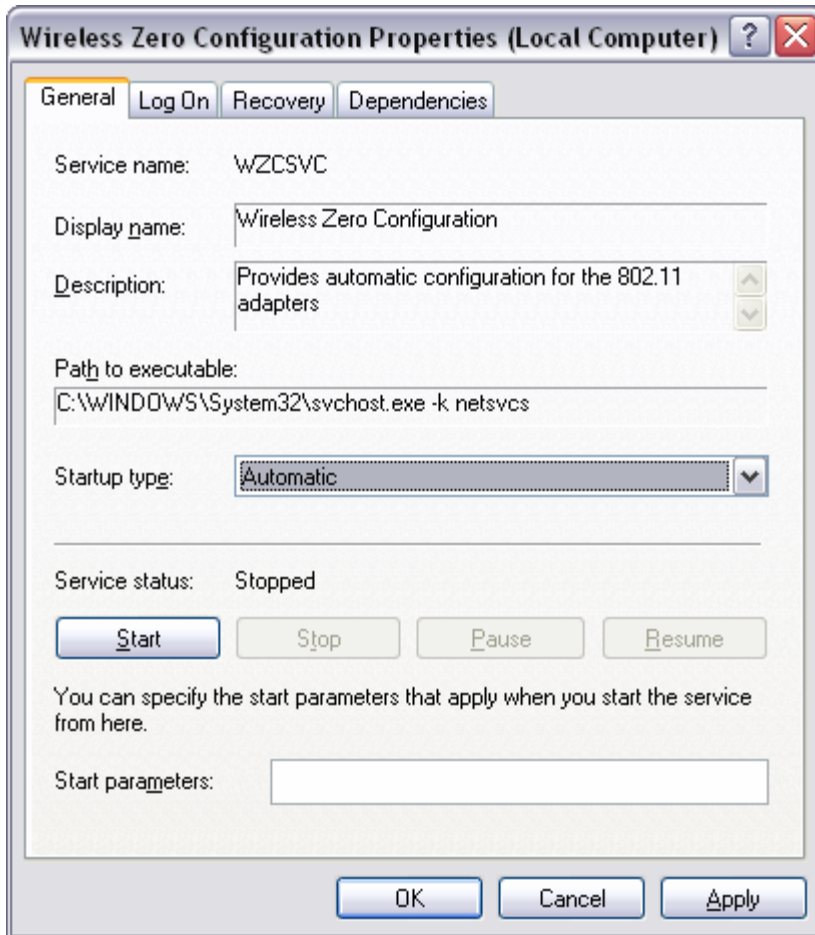 Wireless Zero Configuration Properties (Local Computer) ?
General Log On Recovery Dependencies
Service name: WZCSVC
Display name: Wireless Zero Configuration
Description: Provides automatic configuration for the 802.11
adapters
Path to executable:
C:\WINDOWS\System32\svchost.exe -k netsvcs
Startup type: Automatic
Service status: Stopped
Start Stop Pause Resume
You can specify the start parameters that apply when you start the service
from here.
Start parameters:
OK Cancel Apply